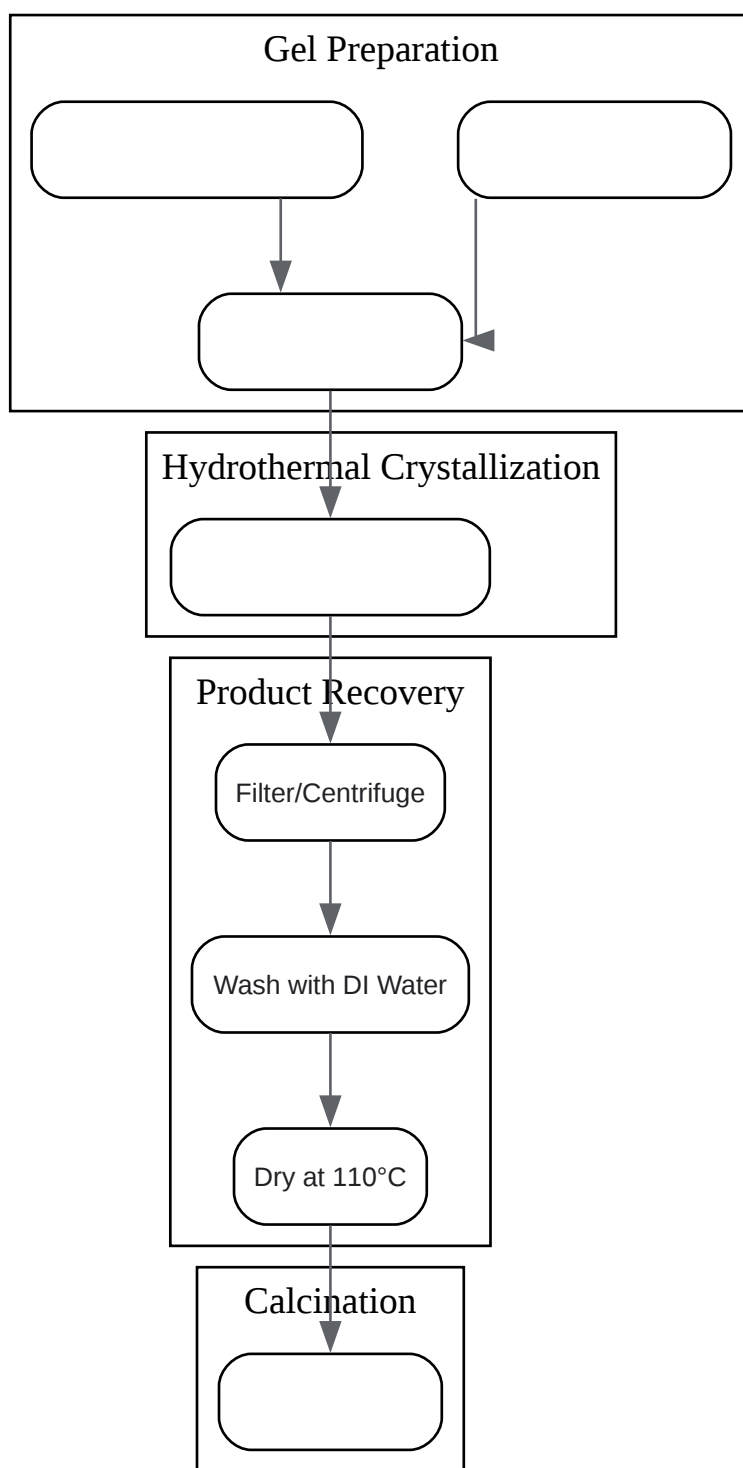 Gel Preparation
Hydrothermal Crystallization
Product Recovery
Filter/Centrifuge
Wash with DI Water
Dry at 110°C
Calcination